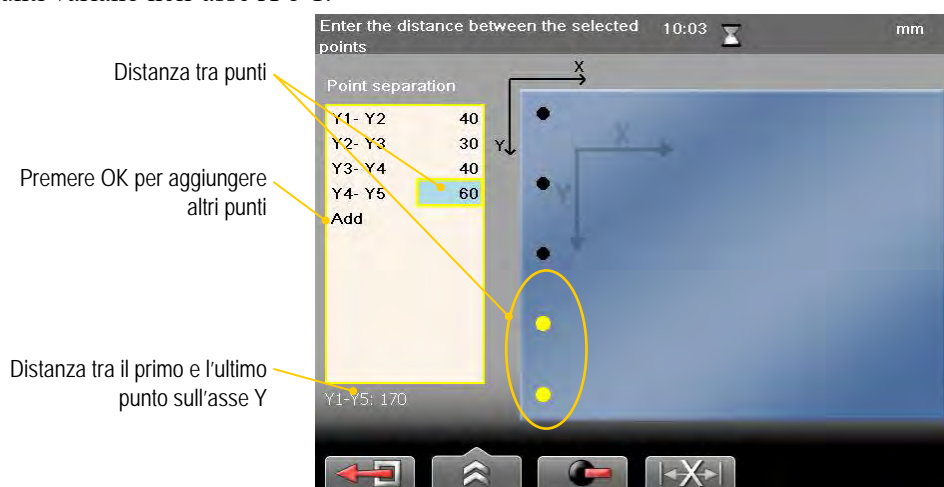 Enter the distance between the selected
points
10:03
mm
Distanza tra punti
Point separation
X
Y
Y1- Y2 40
Y2- Y3 30
Y3- Y4 40
Y4- Y5 60
Add
X
Y
Premere OK per aggiungere
altri punti
Distanza tra il primo e l'ultimo
punto sull'asse Y
Y1-Y5: 170
X